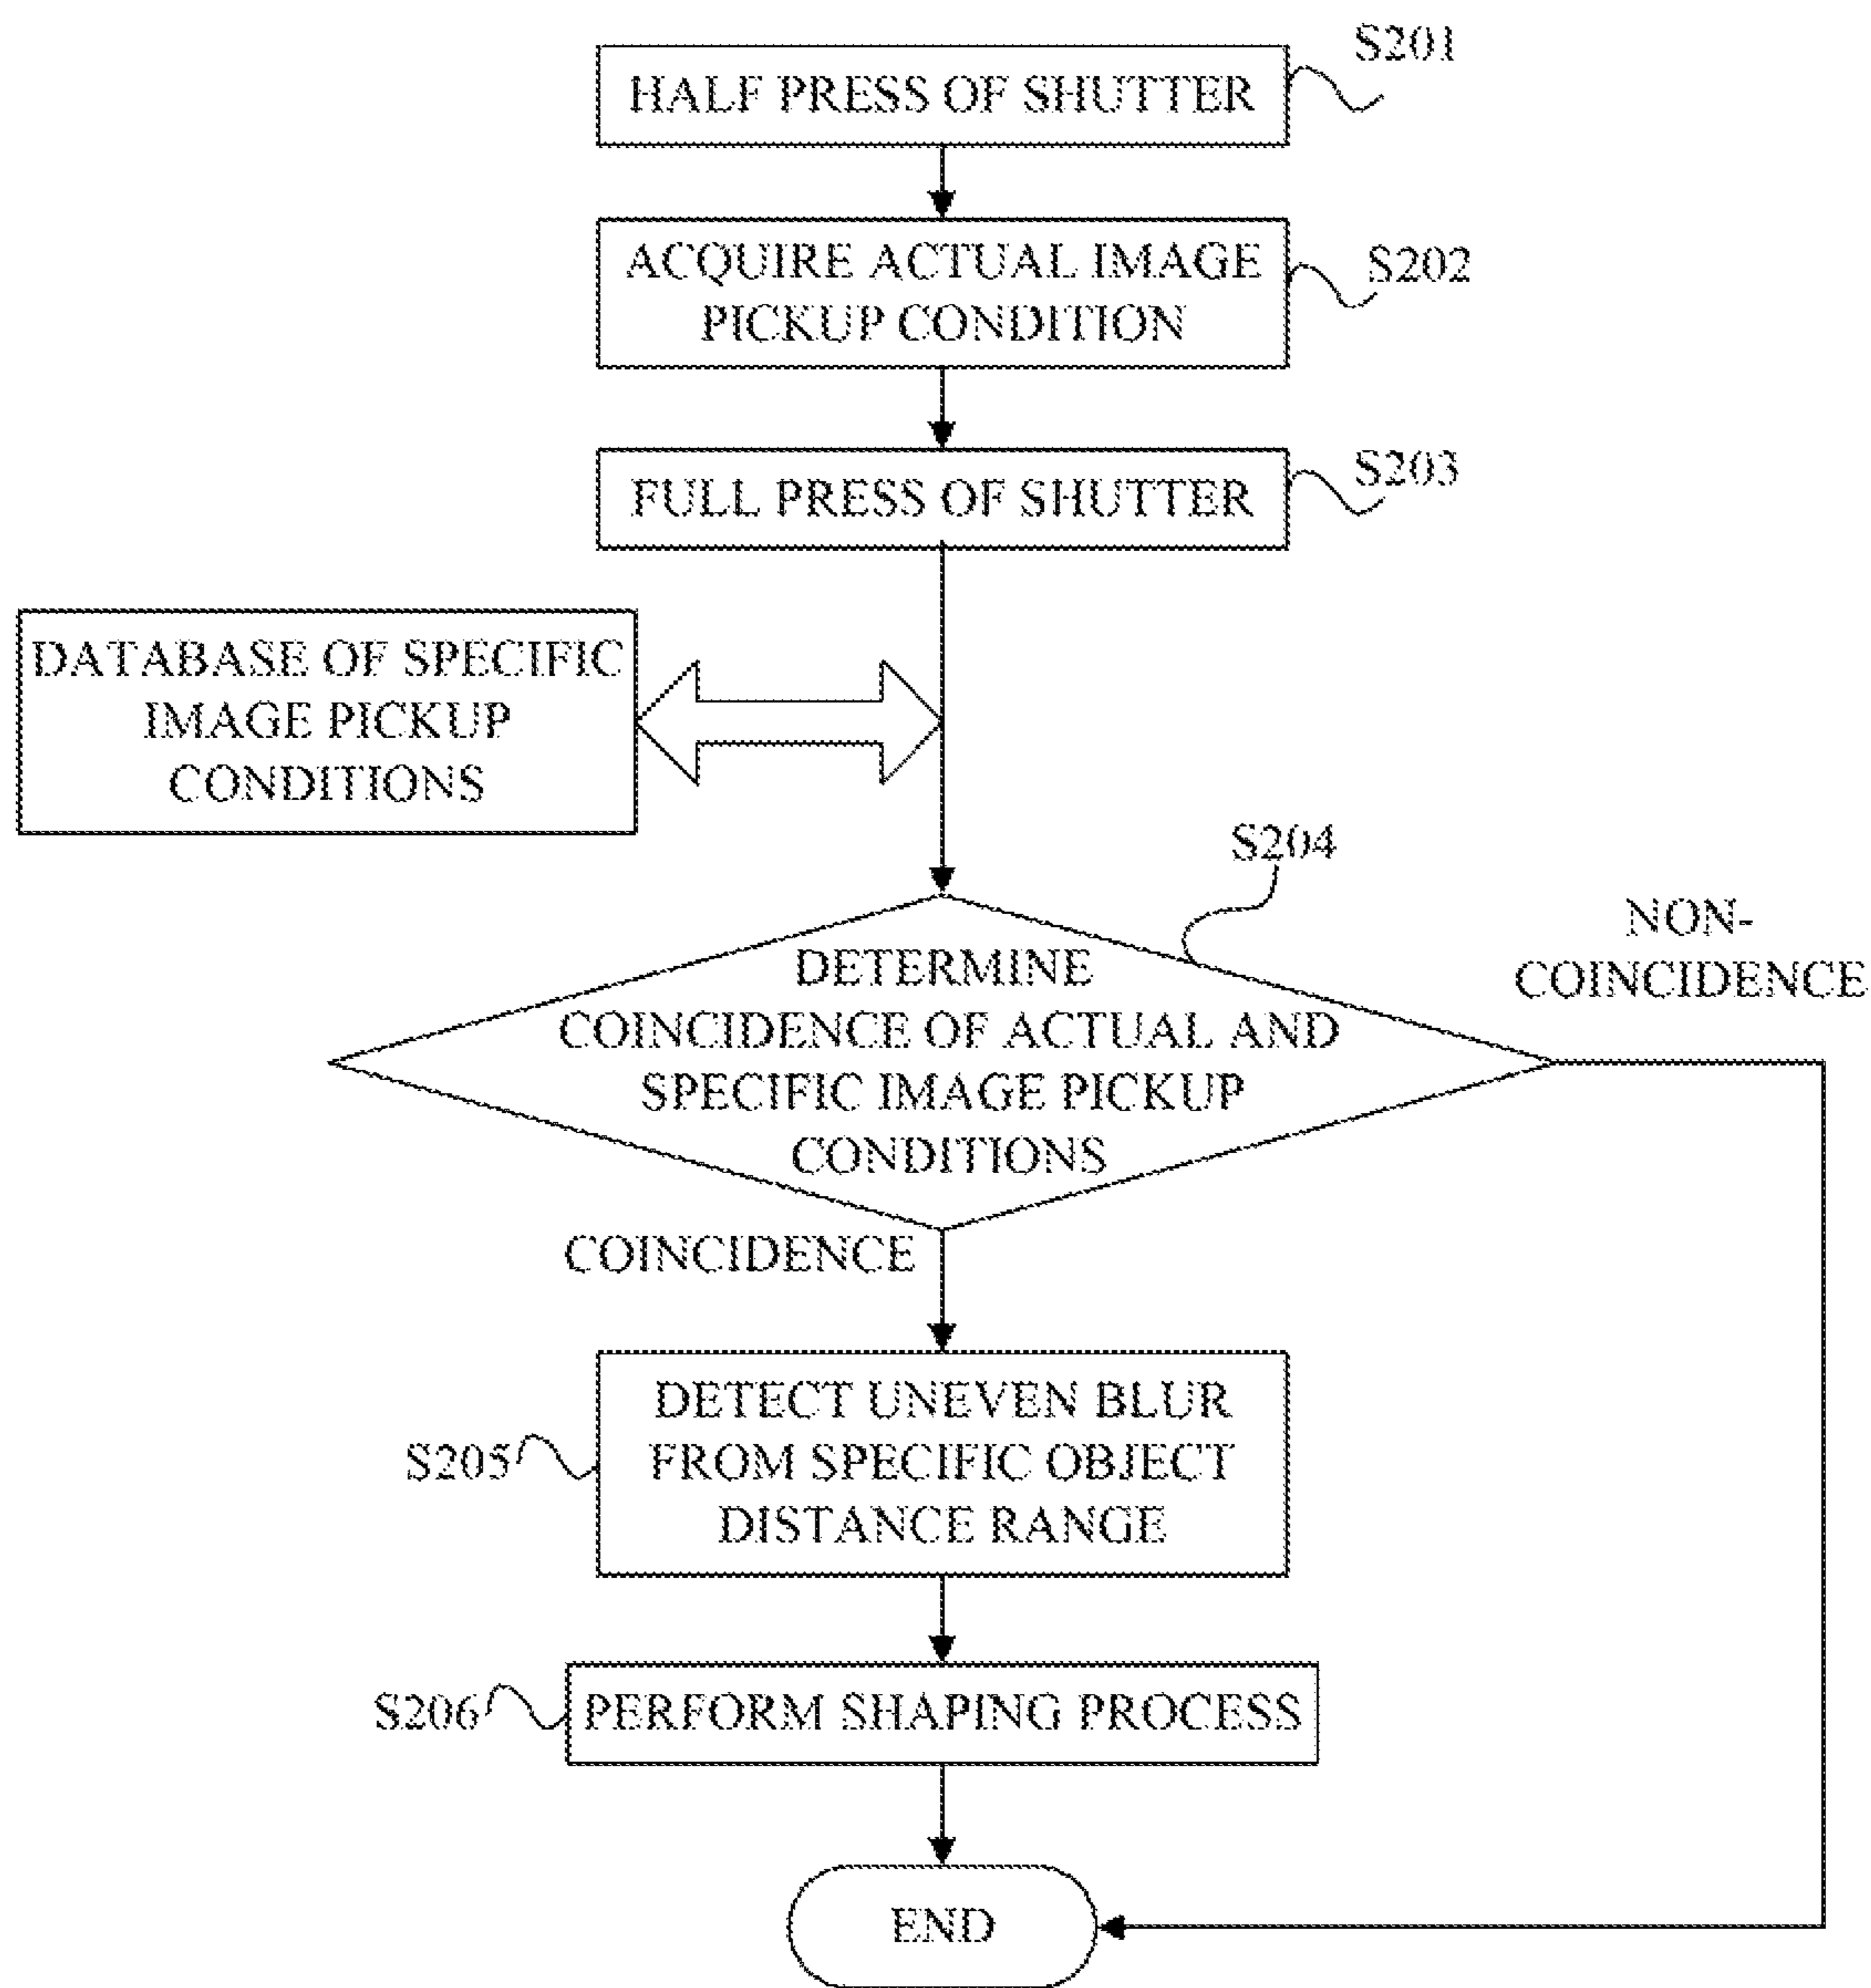 S201
HALF PRESS OF SHUTTER
ACQUIRE ACTUAL IMAGE
PICKUP CONDITION
S202
FULL PRESS OF SHUTTER
S203
DATABASE OF SPECIFIC
IMAGE PICKUP
CONDITIONS
S204
NON-
COINCIDENCE
DETERMINE
COINCIDENCE OF ACTUAL AND
SPECIFIC IMAGE PICKUP
CONDITIONS
COINCIDENCE
DETECT UNEVEN BLUR
FROM SPECIFIC OBJECT
DISTANCE RANGE
S205
S206
PERFORM SHAPING PROCESS
END